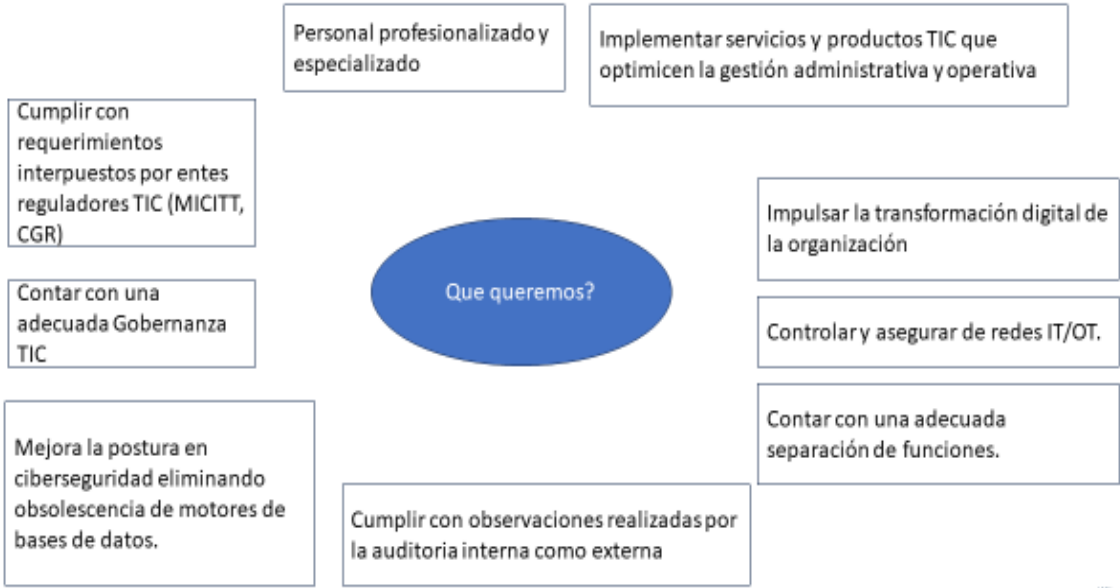 Personal profesionalizado y
especializado
Implementar servicios y productos TIC que
optimicen la gestión administrativa y operativa
Cumplir con
requerimientos
interpuestos por entes
reguladores TIC (MICITT,
CGR)
Impulsar la transformación digital de
la organización
Que queremos?
Contar con una
adecuada Gobernanza
TIC
Controlar y asegurar de redes IT/OT.
Contar con una adecuada
separación de funciones.
Mejora la postura en
ciberseguridad eliminando
obsolescencia de motores de
bases de datos.
Cumplir con observaciones realizadas por
la auditoria interna como externa